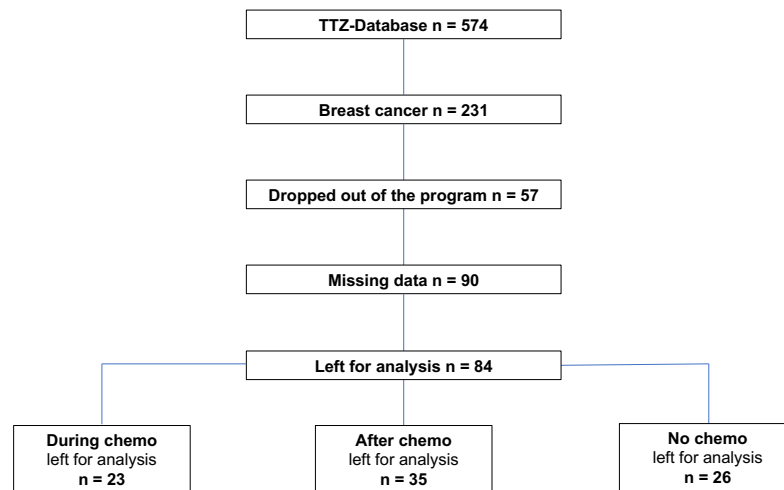 TTZ-Database n = 574
Breast cancer n = 231
Dropped out of the program n = 57
Missing data n = 90
Left for analysis n = 84
During chemo
left for analysis
n = 23
After chemo
left for analysis
n = 35
No chemo
left for analysis
n = 26